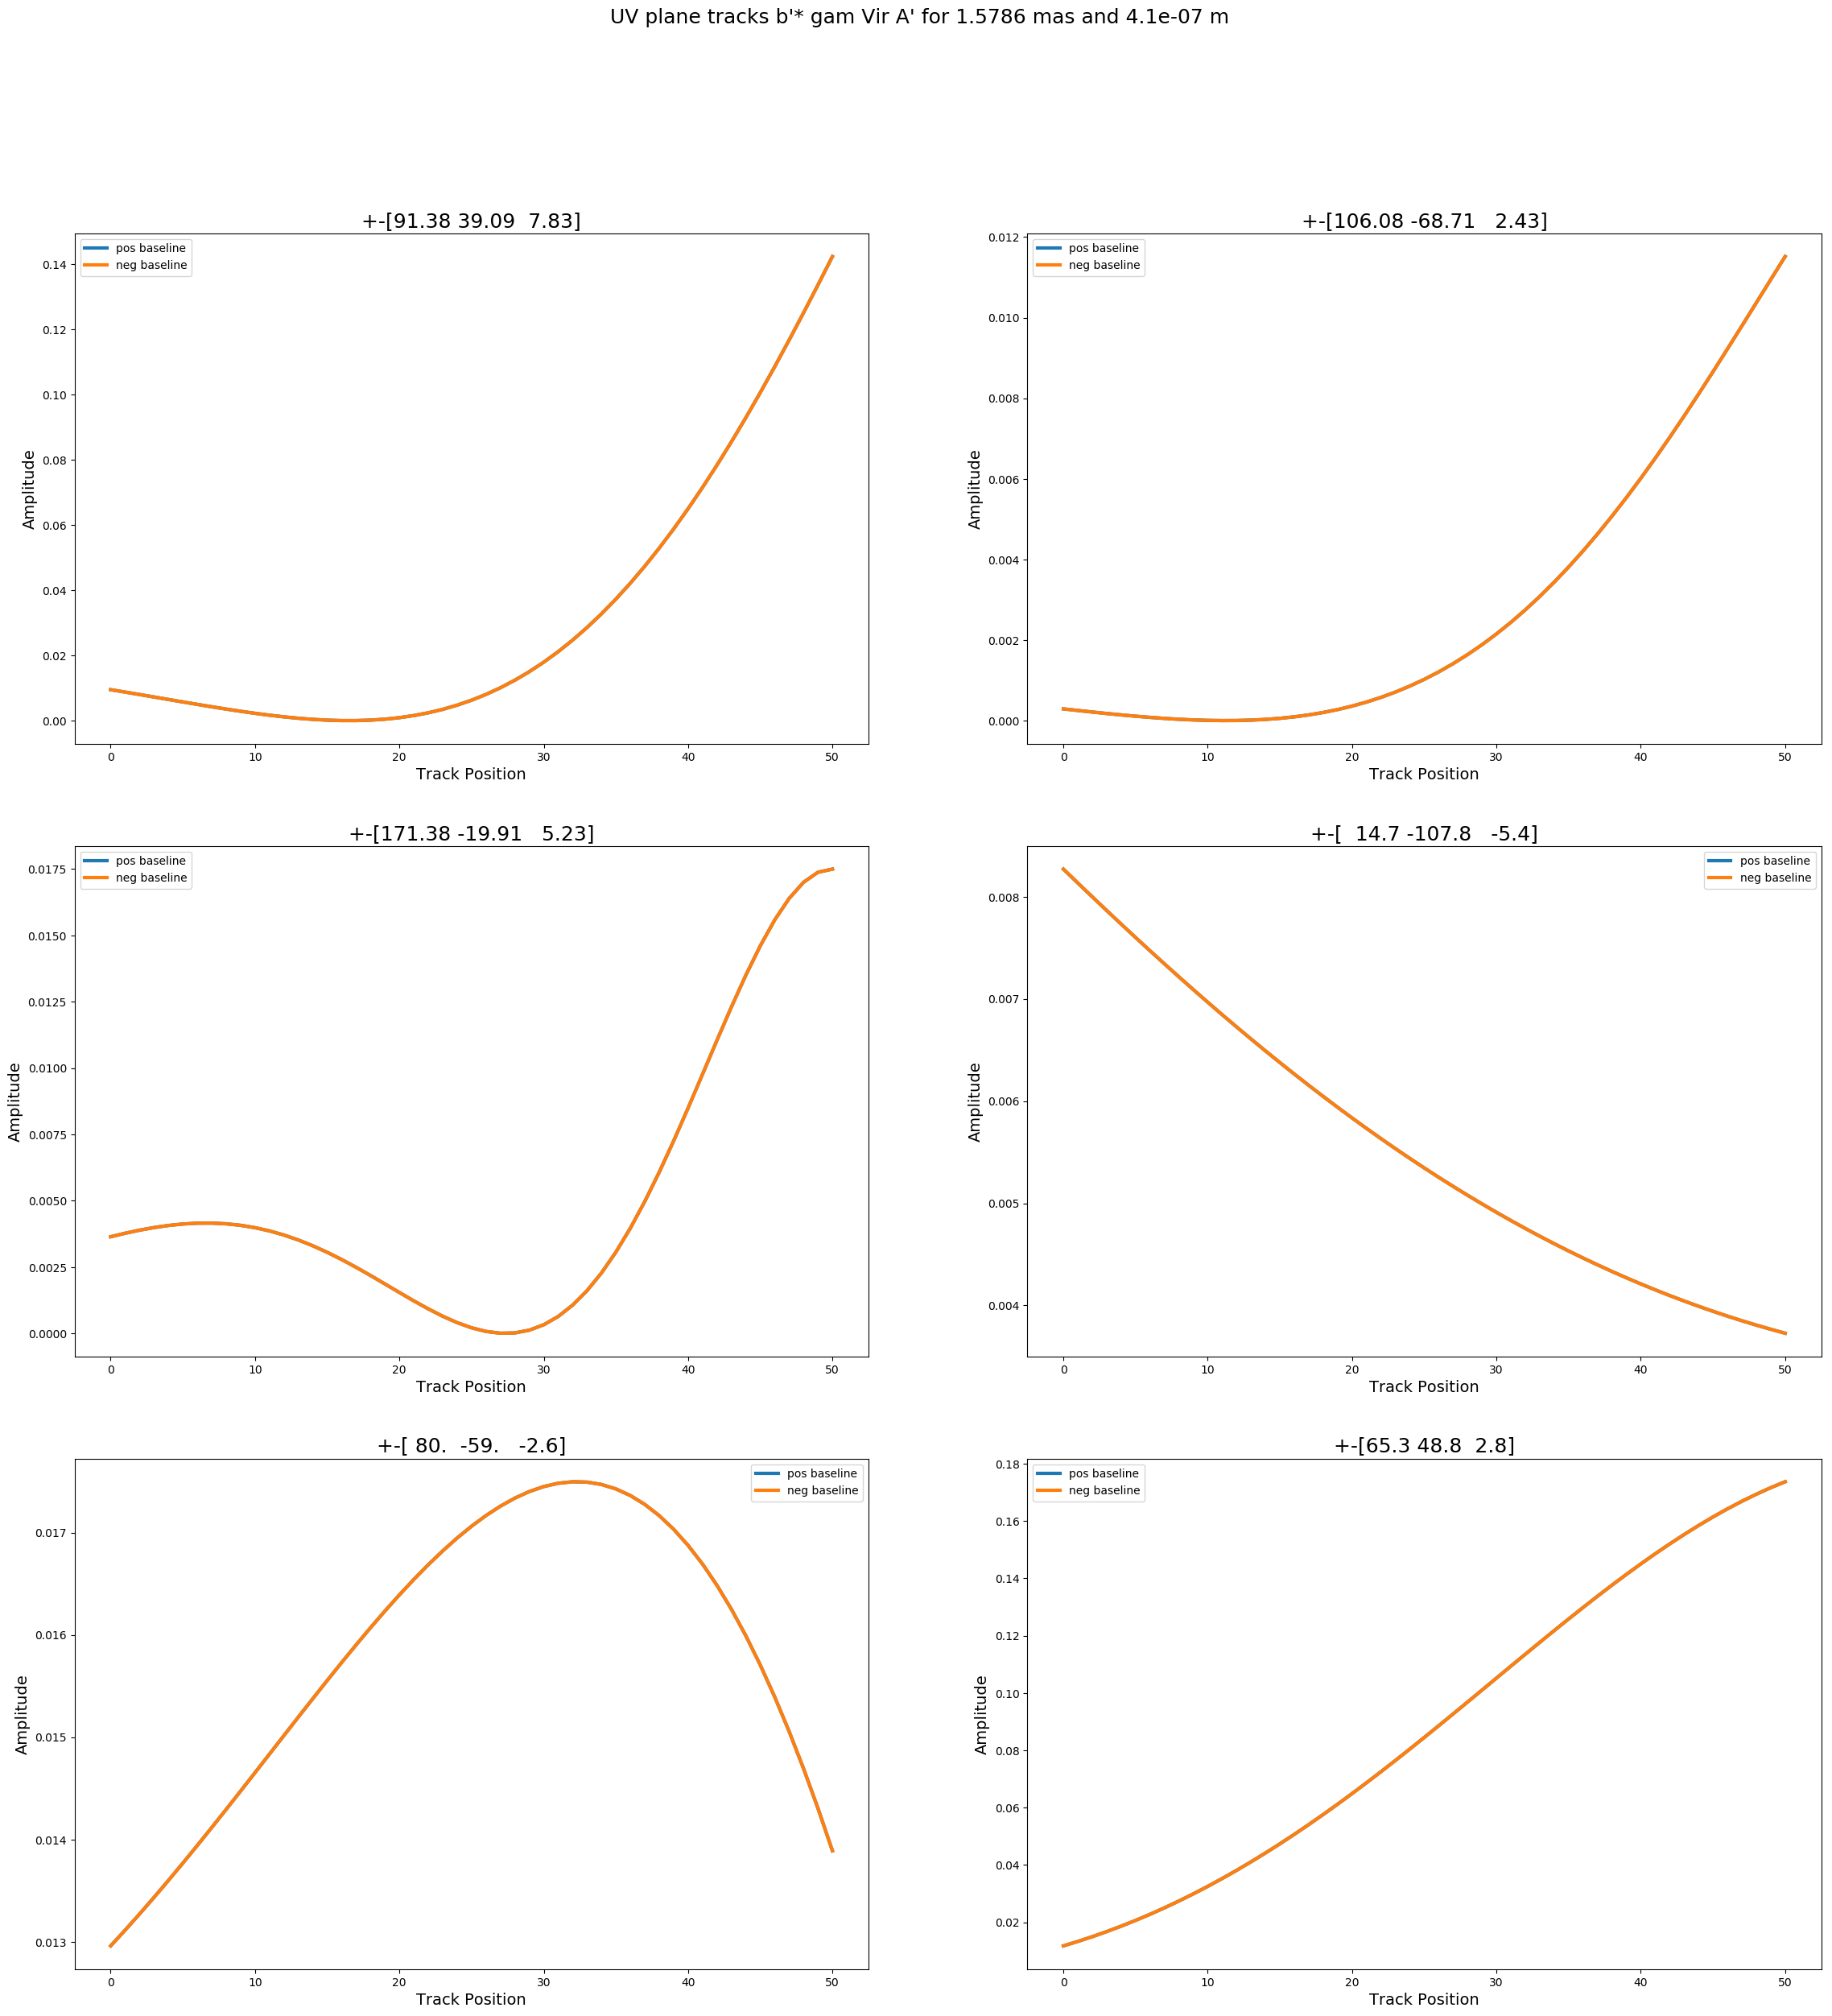 UV plane tracks b'* gam Vir A' for 1.5786 mas and 4.1e-07 m
+-[91.38 39.09  7.83]
pos baseline
neg baseline
0.14
0.12
0.10
0.08
0.06
0.04
0.02
0.00
Amplitude
0 10 20 30 40 50
Track Position
+-[106.08 -68.71   2.43]
pos baseline
neg baseline
0.012
0.010
0.008
0.006
0.004
0.002
0.000
Amplitude
0 10 20 30 40 50
Track Position
+-[171.38 -19.91   5.23]
pos baseline
neg baseline
0.0175
0.0150
0.0125
0.0100
0.0075
0.0050
0.0025
0.0000
Amplitude
0 10 20 30 40 50
Track Position
+-[  14.7 -107.8   -5.4]
pos baseline
neg baseline
0.008
0.007
0.006
0.005
0.004
Amplitude
0 10 20 30 40 50
Track Position
+-[ 80.  -59.   -2.6]
pos baseline
neg baseline
0.017
0.016
0.015
0.014
0.013
Amplitude
0 10 20 30 40 50
Track Position
+-[65.3 48.8  2.8]
pos baseline
neg baseline
0.18
0.16
0.14
0.12
0.10
0.08
0.06
0.04
0.02
Amplitude
0 10 20 30 40 50
Track Position